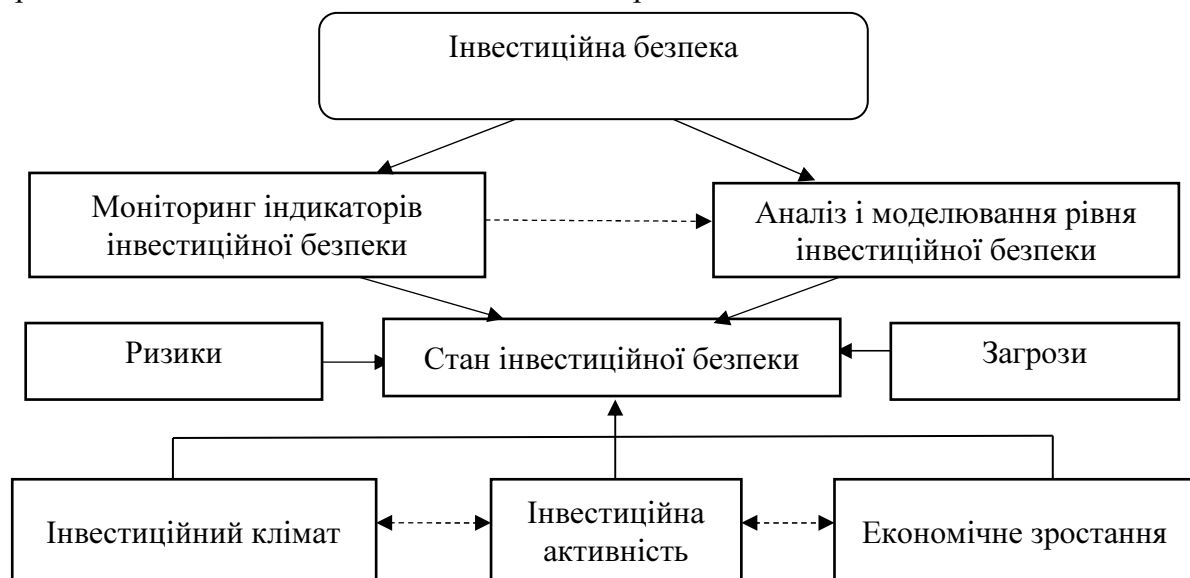 Інвестиційна безпека
Моніторинг індикаторів
інвестиційної безпеки
Аналіз і моделювання рівня
інвестиційної безпеки
Ризики
Стан інвестиційної безпеки
Загрози
Інвестиційний клімат
Інвестиційна
активність
Економічне зростання